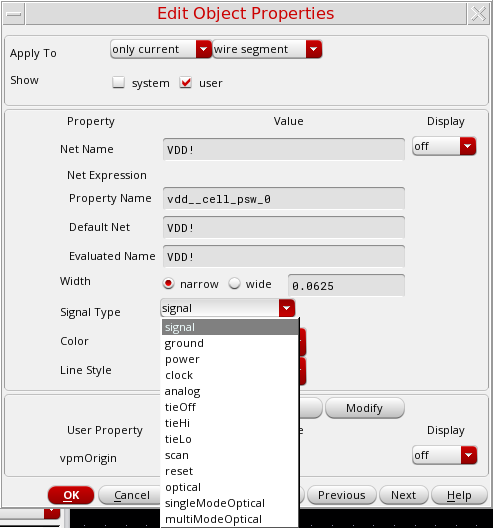 Edit Object Properties
Apply To only current wire segment
Show system user
Property Value Display
Net Name VDD! off
Net Expression
Property Name vdd__cell_psw_0
Default Net VDD!
Evaluated Name VDD!
Width narrow wide 0.0625
Signal Type signal
signal
Color
ground
power
Line Style
clock
analog
tieOff
Modify
tieHi
User Property Display
tieLo
scan
vpmOrigin off
reset
optical
OK Cancel Previous Next Help
singleModeOptical
multiModeOptical